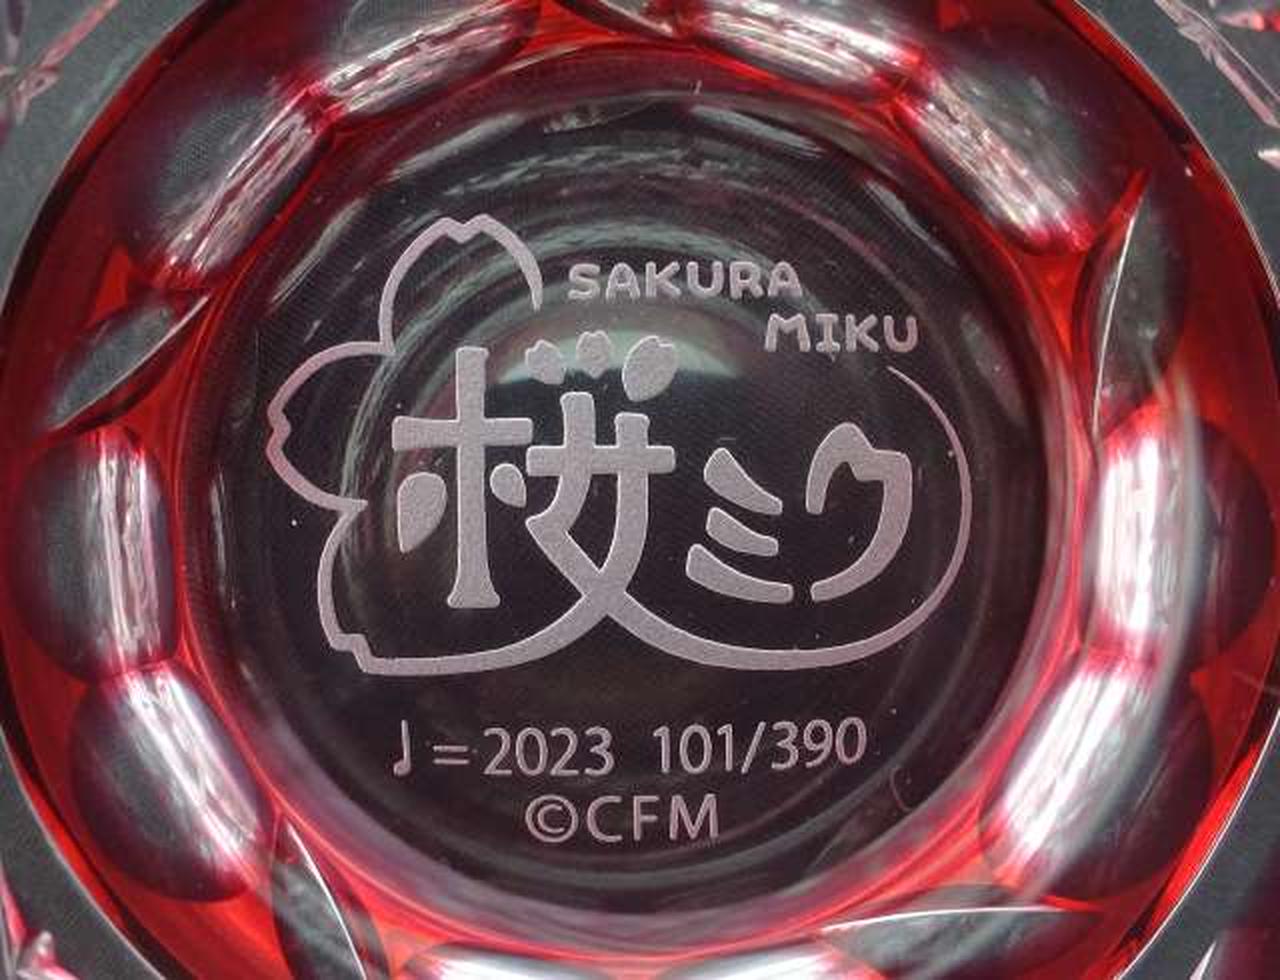 SAKURA
MIKU
桜ミク
♩=2023 101/390
©CFM